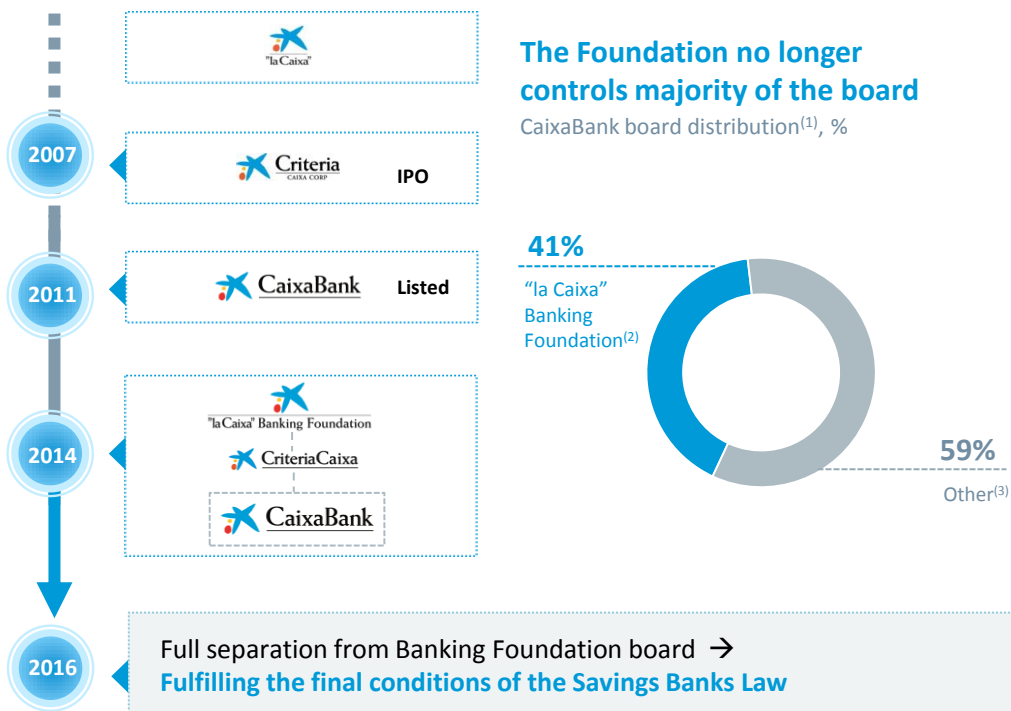 "la Caixa"
2007
Criteria
CAIXA CORP
IPO
2011
CaixaBank
Listed
2014
"la Caixa" Banking Foundation
CriteriaCaixa
CaixaBank
The Foundation no longer
controls majority of the board
CaixaBank board distribution(1), %
41%
“la Caixa”
Banking
Foundation(2)
59%
Other(3)
2016
Full separation from Banking Foundation board →
Fulfilling the final conditions of the Savings Banks Law